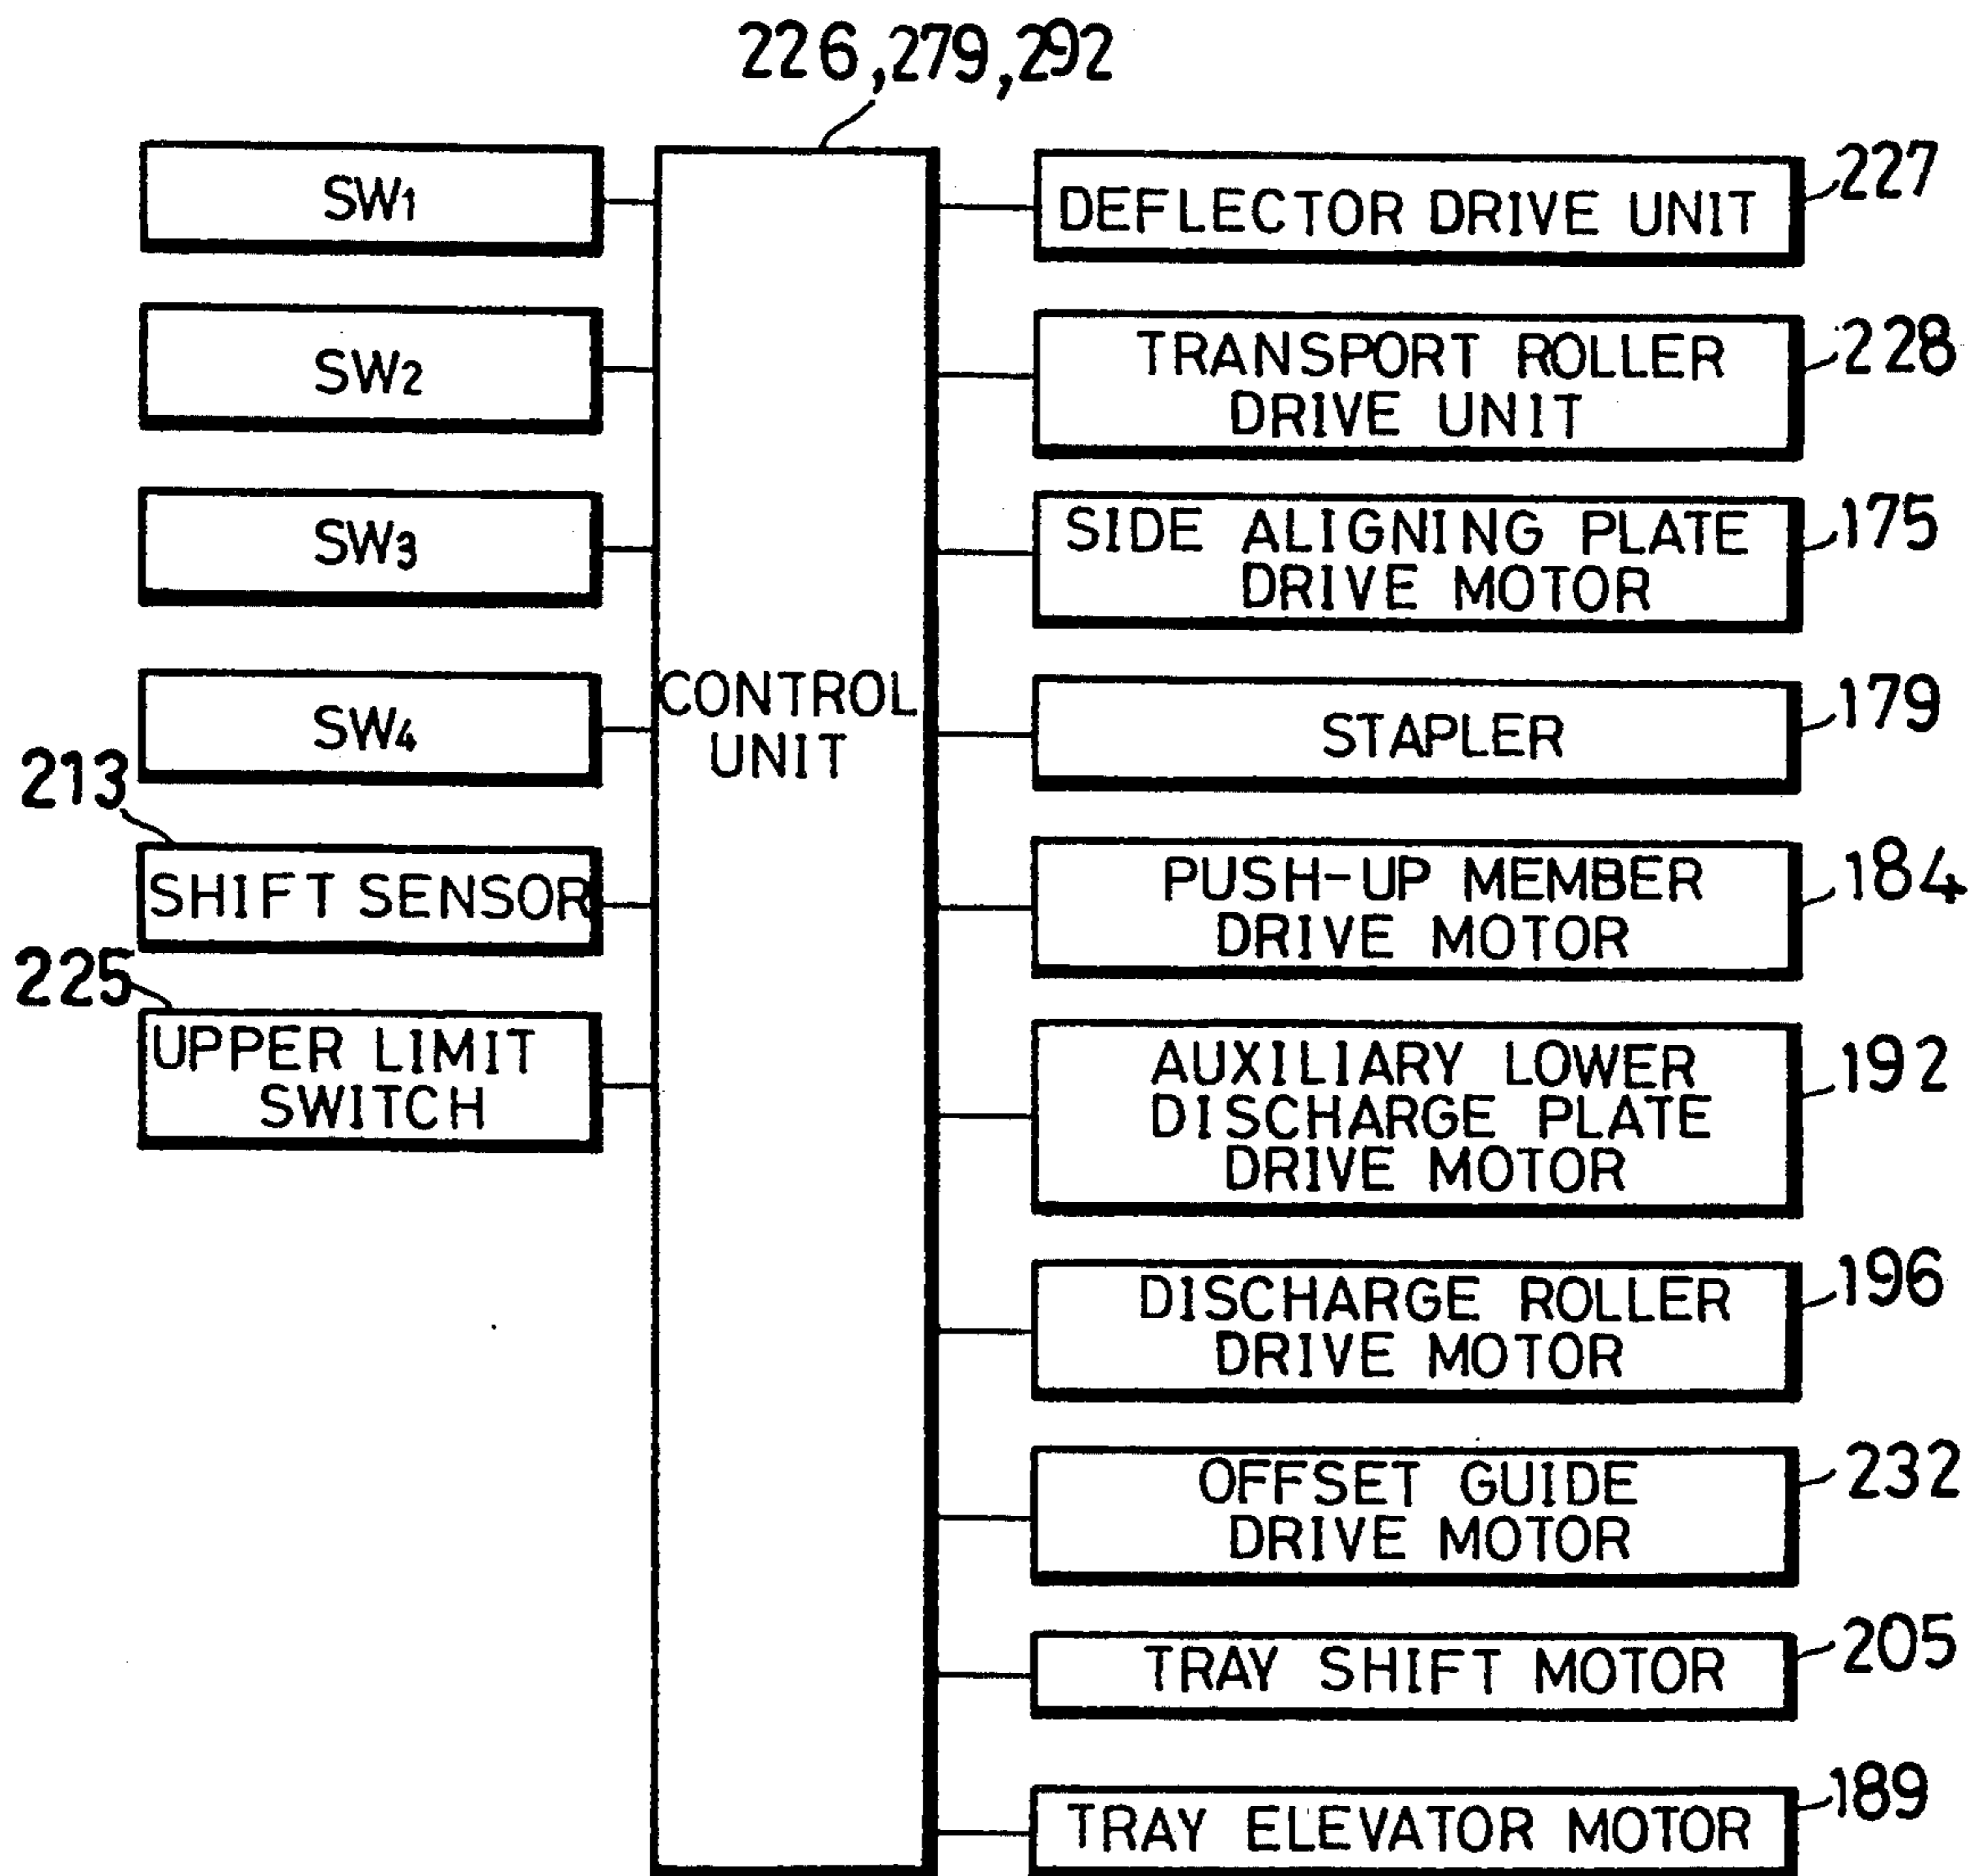 226,279,292
SW1
SW2
SW3
SW4
213
SHIFT SENSOR
225
UPPER LIMIT
SWITCH
CONTROL
UNIT
DEFLECTOR DRIVE UNIT
227
TRANSPORT ROLLER
DRIVE UNIT
228
SIDE ALIGNING PLATE
DRIVE MOTOR
175
STAPLER
179
PUSH-UP MEMBER
DRIVE MOTOR
184
AUXILIARY LOWER
DISCHARGE PLATE
DRIVE MOTOR
192
DISCHARGE ROLLER
DRIVE MOTOR
196
OFFSET GUIDE
DRIVE MOTOR
232
TRAY SHIFT MOTOR
205
TRAY ELEVATOR MOTOR
189